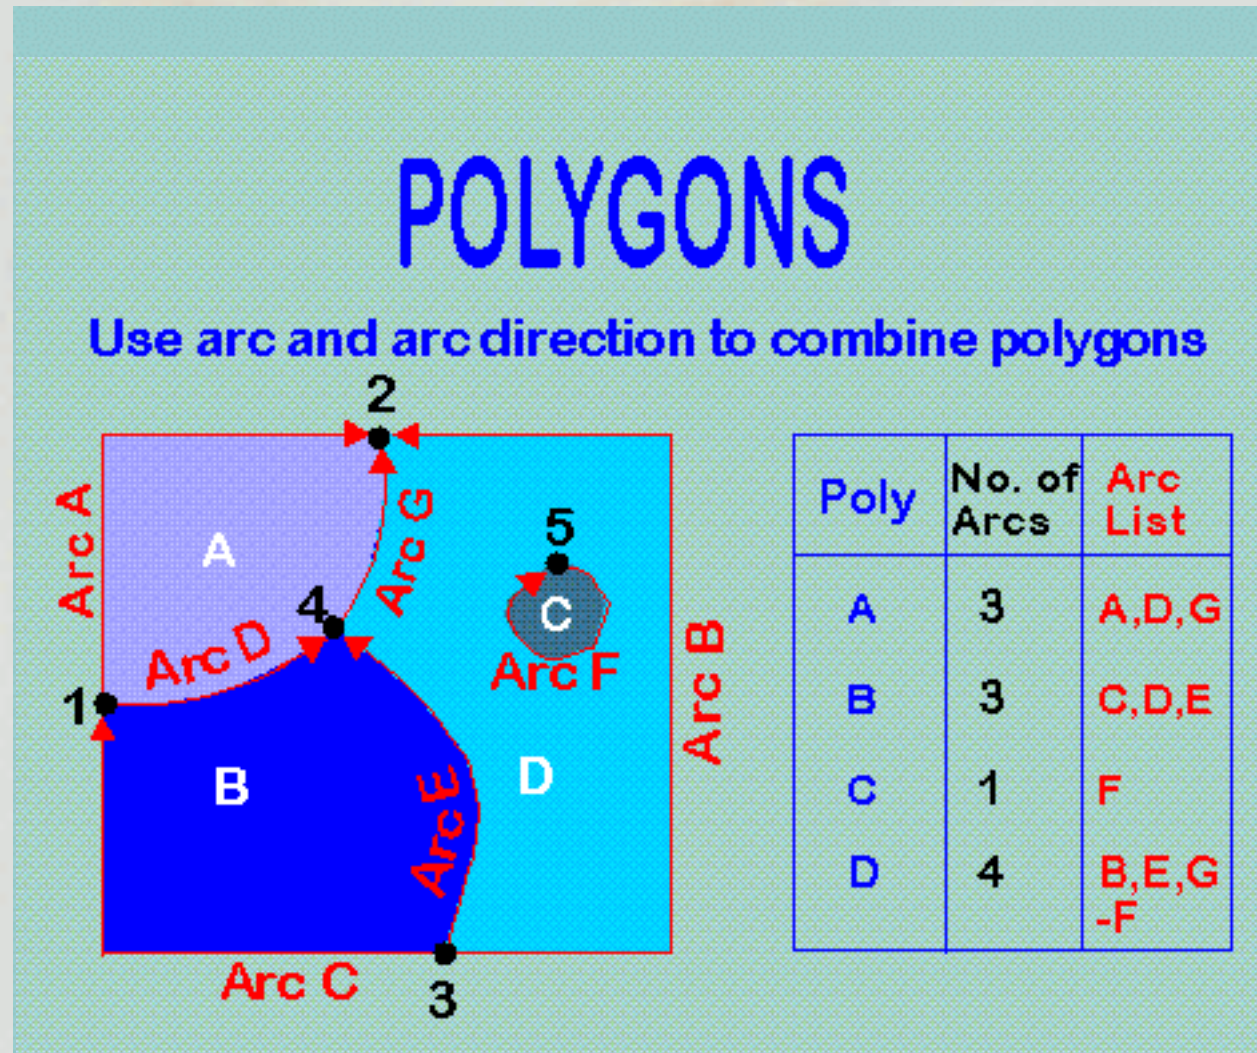 POLYGONS
Use arc and arc direction to combine polygons
2
Arc A
A
Arc G
5
C
4
Arc D
Arc F
Arc B
1
B
Arc E
D
Arc C
3
Poly No. of Arcs Arc List
A 3 A,D,G
B 3 C,D,E
C 1 F
D 4 B,E,G
-F